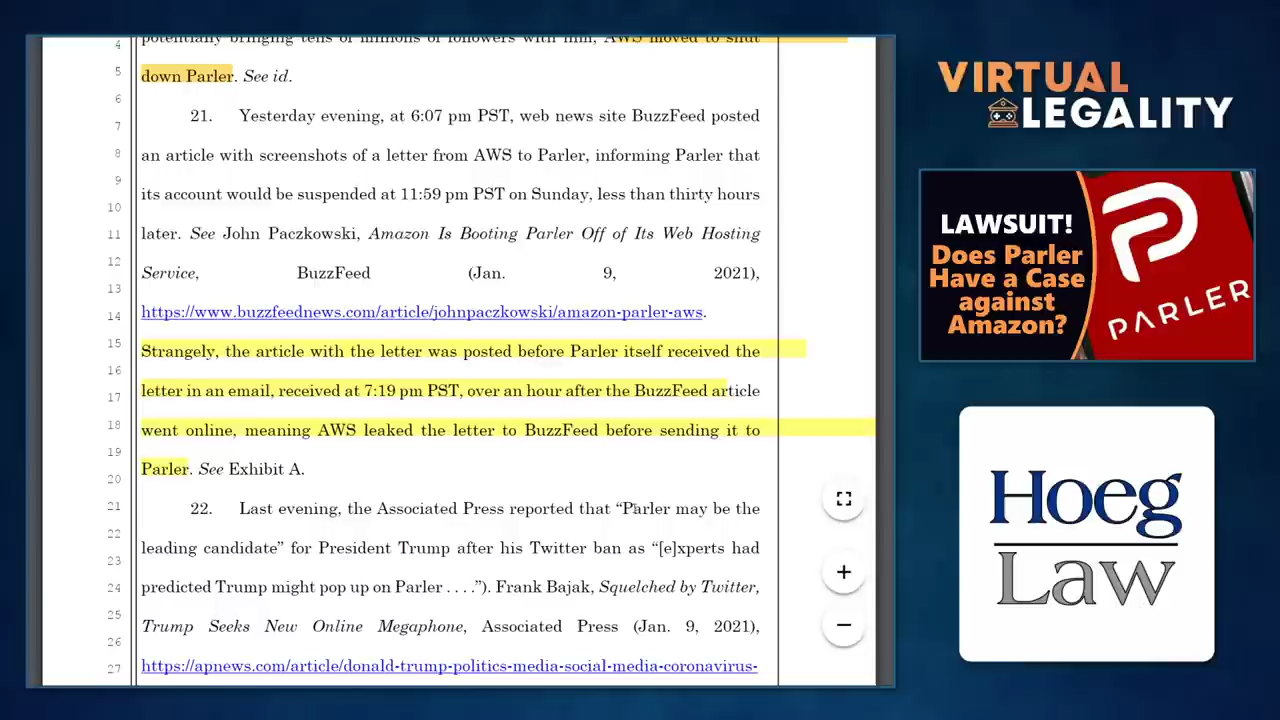 4 potentially bringing tens of millions of followers with him, AWS moved to shut
5 down Parler. See id.
6
21. Yesterday evening, at 6:07 pm PST, web news site BuzzFeed posted
7
8 an article with screenshots of a letter from AWS to Parler, informing Parler that
9
its account would be suspended at 11:59 pm PST on Sunday, less than thirty hours
10
11 later. See John Paczkowski, Amazon Is Booting Parler Off of Its Web Hosting
12
Service, BuzzFeed (Jan. 9, 2021),
13
14 https://www.buzzfeednews.com/article/johnpaczkowski/amazon-parler-aws.
15
Strangely, the article with the letter was posted before Parler itself received the
16
17 letter in an email, received at 7:19 pm PST, over an hour after the BuzzFeed article
18 went online, meaning AWS leaked the letter to BuzzFeed before sending it to
19
Parler. See Exhibit A.
20
21 22. Last evening, the Associated Press reported that “Parler may be the
22
leading candidate” for President Trump after his Twitter ban as “[e]xperts had
23
24 predicted Trump might pop up on Parler . . . .”). Frank Bajak, Squelched by Twitter,
25
Trump Seeks New Online Megaphone, Associated Press (Jan. 9, 2021),
26
27 https://apnews.com/article/donald-trump-politics-media-social-media-coronavirus-
VIRTUAL
LEGALITY
LAWSUIT!
Does Parler
Have a Case
against
Amazon?
PARLER
Hoeg
Law